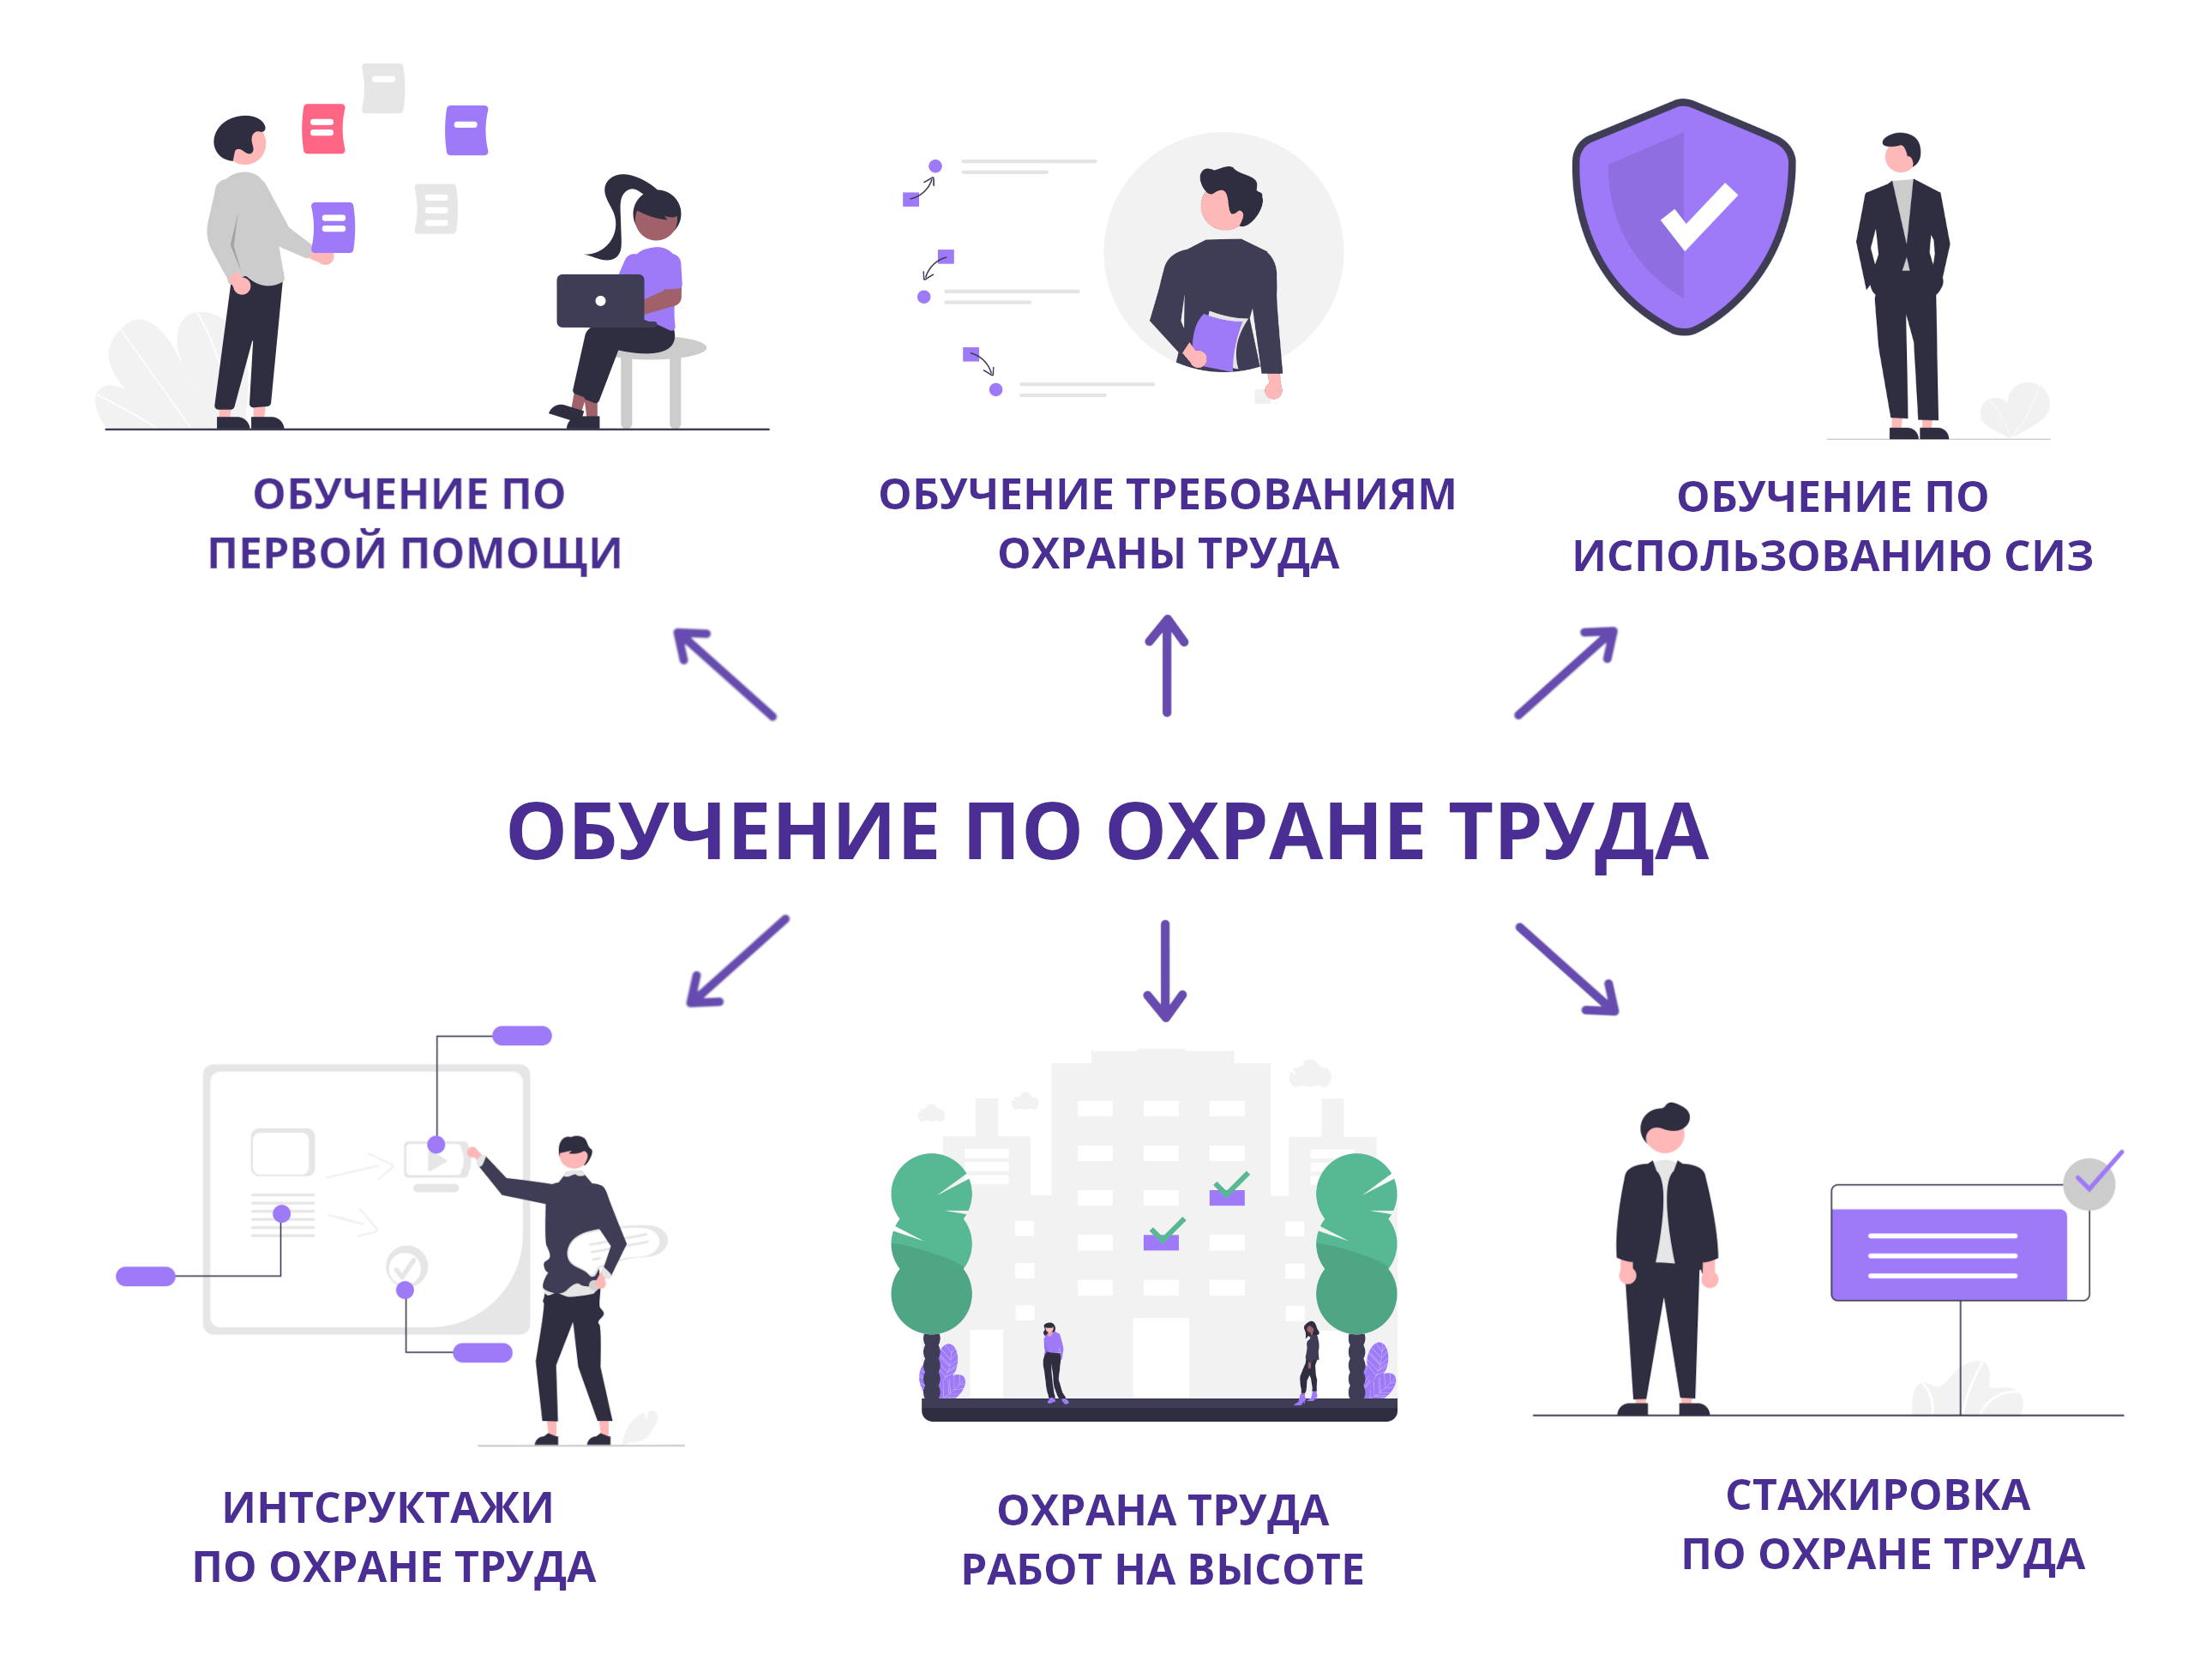 ОБУЧЕНИЕ ПО
ПЕРВОЙ ПОМОЩИ
ОБУЧЕНИЕ ТРЕБОВАНИЯМ
ОХРАНЫ ТРУДА
ОБУЧЕНИЕ ПО
ИСПОЛЬЗОВАНИЮ СИЗ
ОБУЧЕНИЕ ПО ОХРАНЕ ТРУДА
ИНТСРУКТАЖИ
ПО ОХРАНЕ ТРУДА
ОХРАНА ТРУДА
РАБОТ НА ВЫСОТЕ
СТАЖИРОВКА
ПО ОХРАНЕ ТРУДА